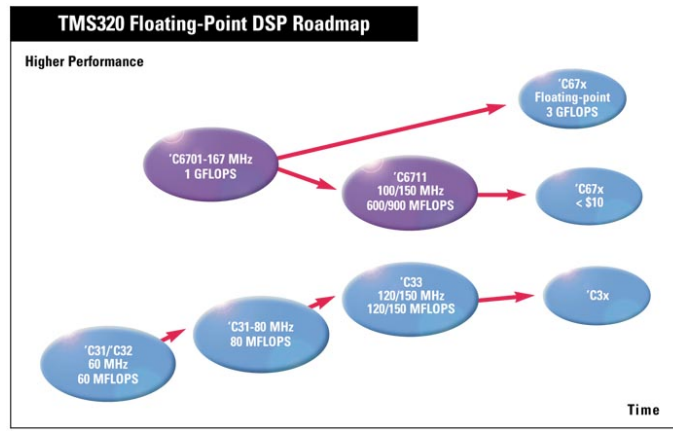 TMS320 Floating-Point DSP Roadmap
Higher Performance
'C67x
Floating-point
3 GFLOPS
'C6701-167 MHz
1 GFLOPS
'C6711
100/150 MHz
600/900 MFLOPS
'C67x
< $10
'C33
120/150 MHz
120/150 MFLOPS
'C3x
'C31-80 MHz
80 MFLOPS
'C31/'C32
60 MHz
60 MFLOPS
Time